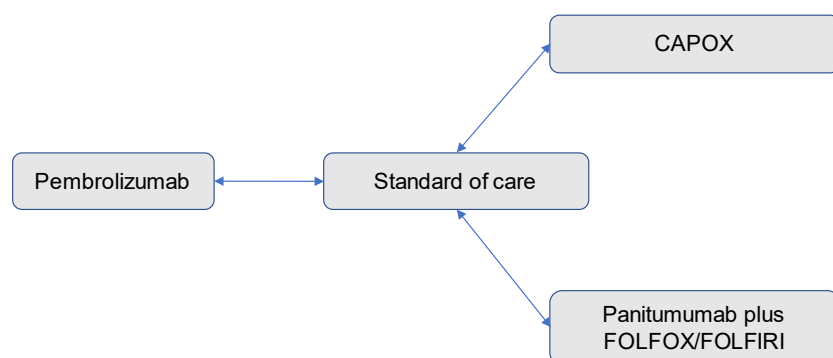 CAPOX
Pembrolizumab
Standard of care
Panitumumab plus
FOLFOX/FOLFIRI